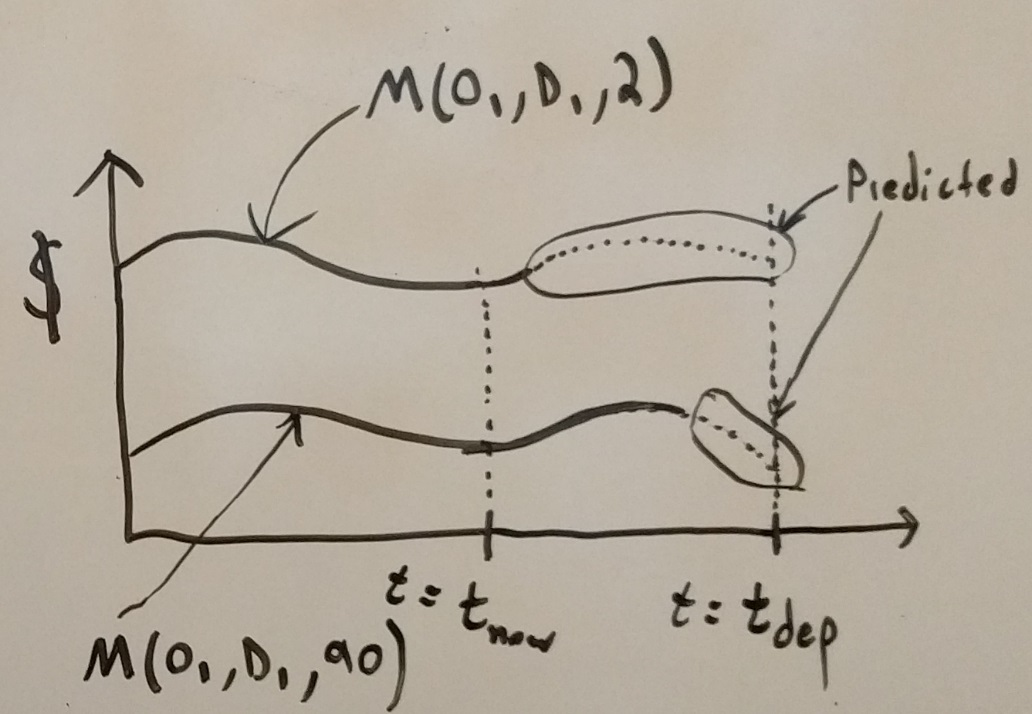 M(O₁,D₁,2)
Predicted
$
t = t_now
t = t_dep
M(O₁,D₁,90)